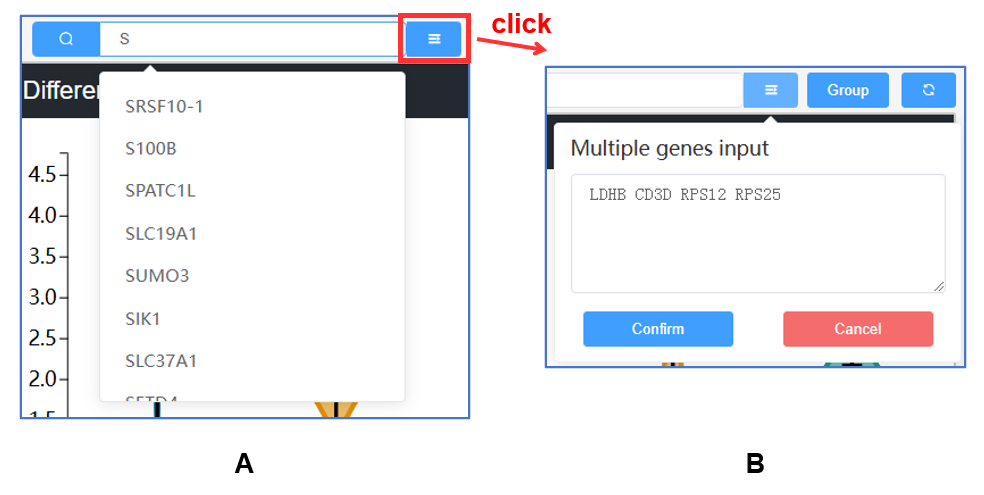 click
S
Differe
SRSF10-1
S100B
SPATC1L
SLC19A1
SUMO3
SIK1
SLC37A1
4.5
4.0
3.5
3.0
2.5
2.0
1.5
A
Group
Multiple genes input
LDHB CD3D RPS12 RPS25
Confirm
Cancel
B